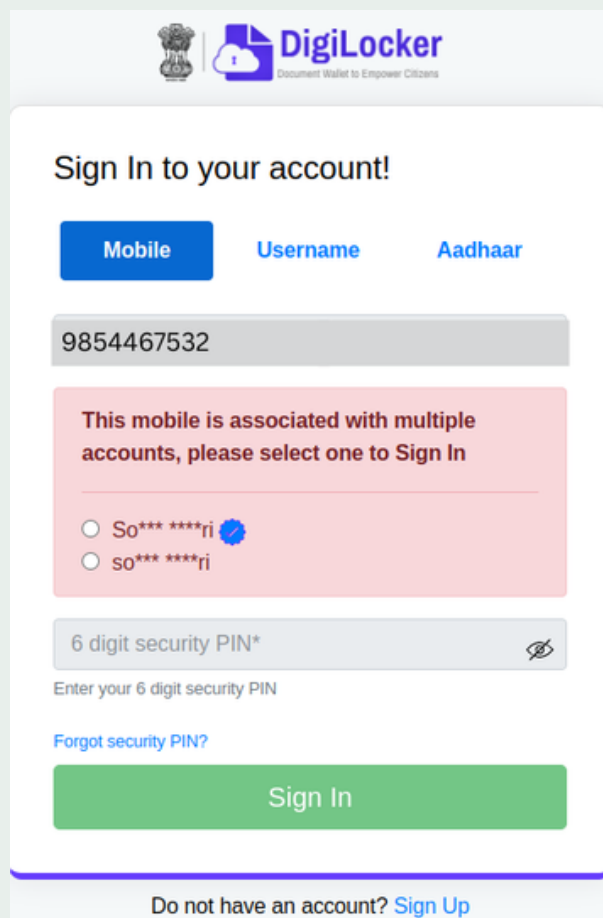 DigiLocker
Document Wallet to Empower Citizens
Sign In to your account!
Mobile Username Aadhaar
9854467532
This mobile is associated with multiple
accounts, please select one to Sign In
So*** ****ri
so*** ****ri
6 digit security PIN*
Enter your 6 digit security PIN
Forgot security PIN?
Sign In
Do not have an account? Sign Up